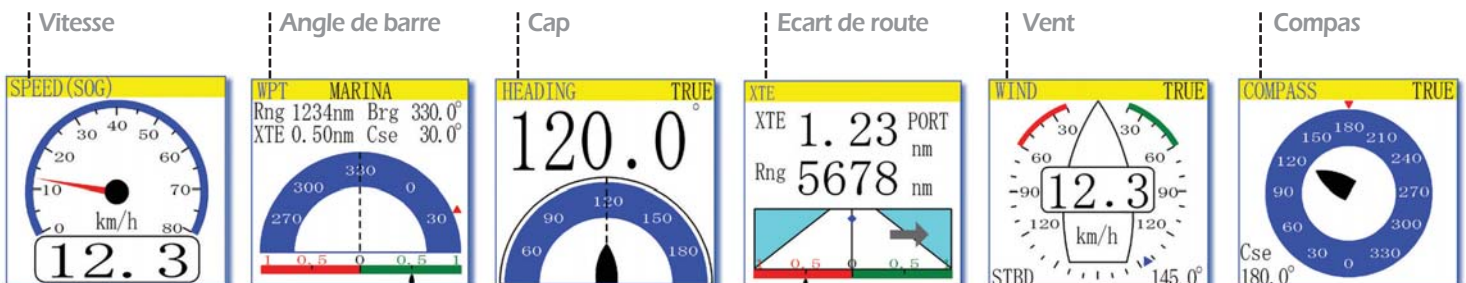 Vitesse
Angle de barre
Cap
Ecart de route
Vent
Compas
SPEED(SOG)
0 10 20 30 40 50 60 70 80
km/h
12.3
WPT MARINA
Rng 1234nm Brg 330.0°
XTE 0.50nm Cse 30.0°
270 300 330 0 30
1 0.5 0 0.5 1
HEADING TRUE
120.0°
60 90 120 150 180
XTE
XTE 1.23 PORT nm
Rng 5678 nm
1 0.5 0 0.5 1
WIND TRUE
30 30
60 60
90 12.3 90
120 km/h 120
STBD 145.0°
COMPASS TRUE
150 180 210
120 240
90 270
60 300
30 0 330
Cse
180.0°